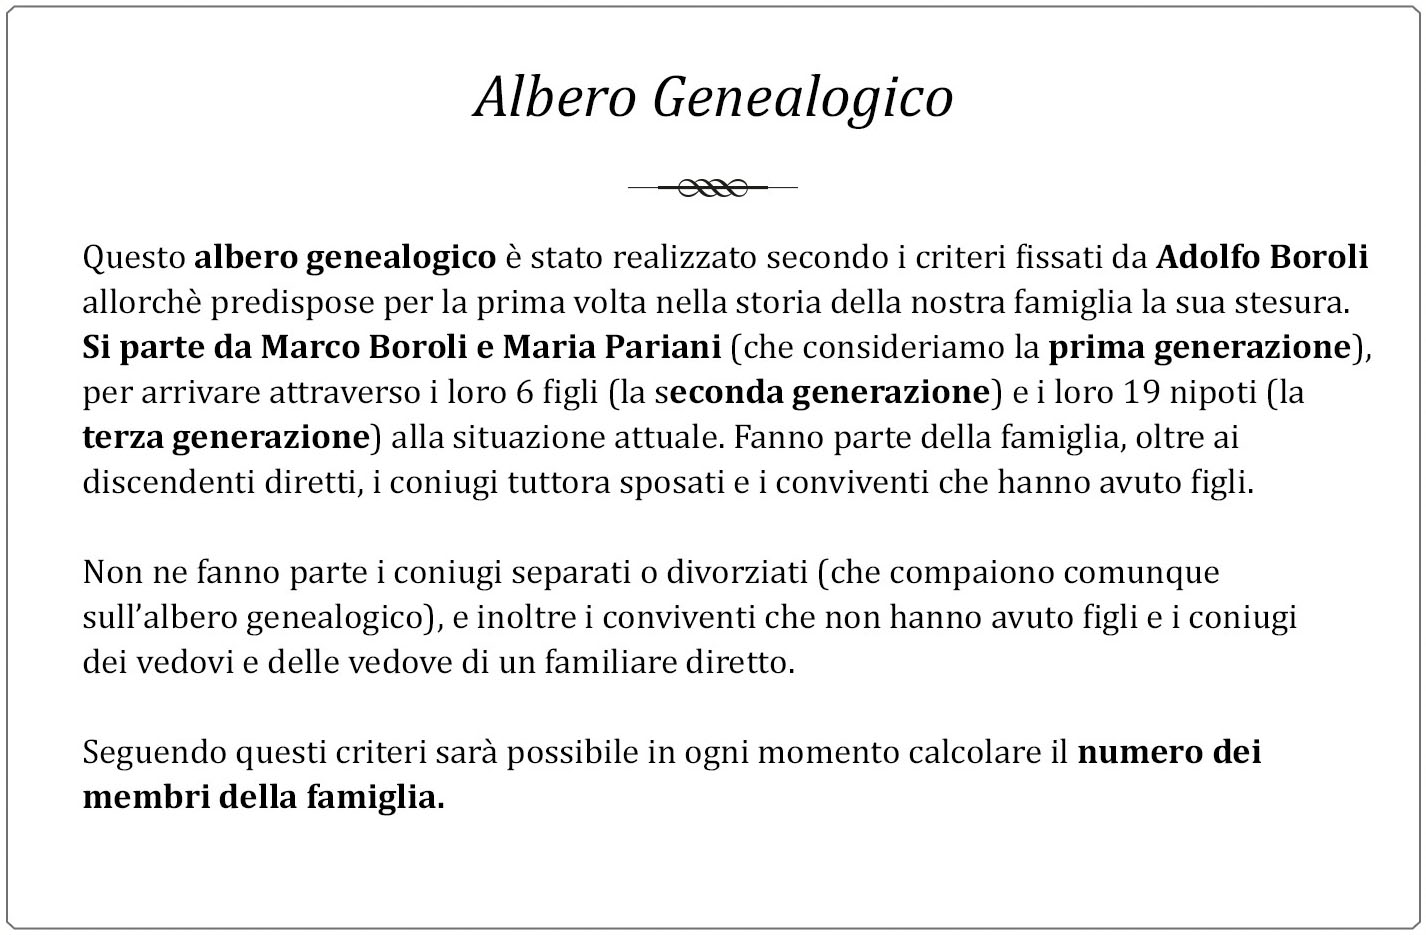 Albero Genealogico
Questo albero genealogico è stato realizzato secondo i criteri fissati da Adolfo Boroli
allorchè predispose per la prima volta nella storia della nostra famiglia la sua stesura.
Si parte da Marco Boroli e Maria Pariani (che consideriamo la prima generazione),
per arrivare attraverso i loro 6 figli (la seconda generazione) e i loro 19 nipoti (la
terza generazione) alla situazione attuale. Fanno parte della famiglia, oltre ai
discendenti diretti, i coniugi tuttora sposati e i conviventi che hanno avuto figli.
Non ne fanno parte i coniugi separati o divorziati (che compaiono comunque
sull’albero genealogico), e inoltre i conviventi che non hanno avuto figli e i coniugi
dei vedovi e delle vedove di un familiare diretto.
Seguendo questi criteri sarà possibile in ogni momento calcolare il numero dei
membri della famiglia.